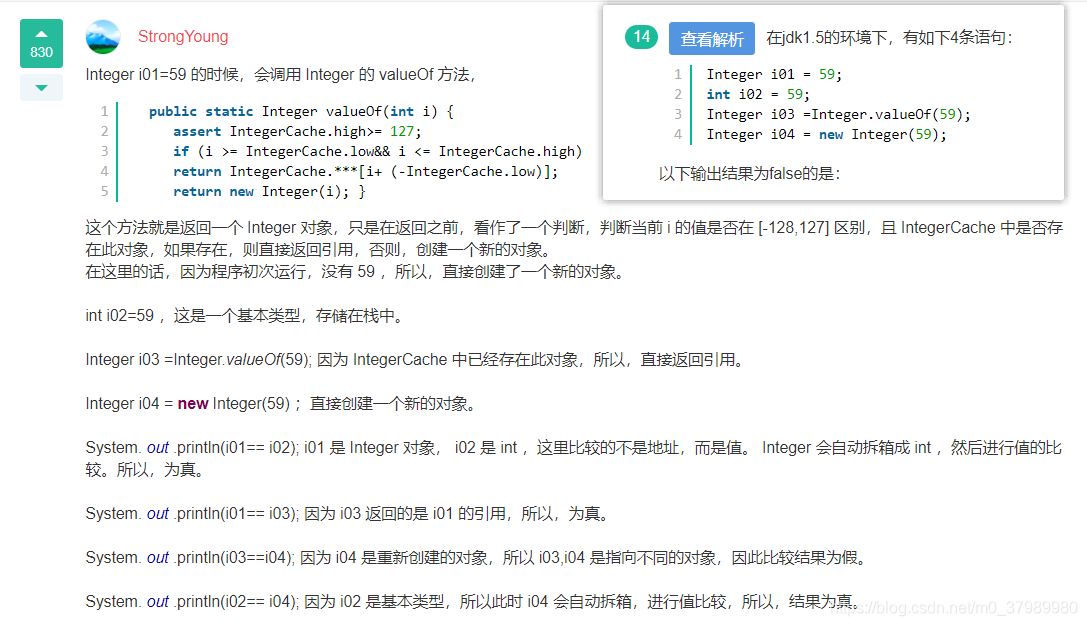 830
StrongYoung
Integer i01=59 的时候，会调用 Integer 的 valueOf 方法，
1 public static Integer valueOf(int i) {
2 assert IntegerCache.high>= 127;
3 if (i >= IntegerCache.low&& i <= IntegerCache.high)
4 return IntegerCache.***[i+ (-IntegerCache.low)];
5 return new Integer(i); }
14 查看解析 在jdk1.5的环境下，有如下4条语句：
1 Integer i01 = 59;
2 int i02 = 59;
3 Integer i03 =Integer.valueOf(59);
4 Integer i04 = new Integer(59);
以下输出结果为false的是：
这个方法就是返回一个 Integer 对象，只是在返回之前，看作了一个判断，判断当前 i 的值是否在 [-128,127] 区别，且 IntegerCache 中是否存
在此对象，如果存在，则直接返回引用，否则，创建一个新的对象。
在这里的话，因为程序初次运行，没有 59 ，所以，直接创建了一个新的对象。
int i02=59 ，这是一个基本类型，存储在栈中。
Integer i03 =Integer.valueOf(59); 因为 IntegerCache 中已经存在此对象，所以，直接返回引用。
Integer i04 = new Integer(59) ；直接创建一个新的对象。
System. out .println(i01== i02); i01 是 Integer 对象， i02 是 int ，这里比较的不是地址，而是值。 Integer 会自动拆箱成 int ，然后进行值的比
较。所以，为真。
System. out .println(i01== i03); 因为 i03 返回的是 i01 的引用，所以，为真。
System. out .println(i03==i04); 因为 i04 是重新创建的对象，所以 i03,i04 是指向不同的对象，因此比较结果为假。
System. out .println(i02== i04); 因为 i02 是基本类型，所以此时 i04 会自动拆箱，进行值比较，所以，结果为真。
https://blog.csdn.net/m0_37989980